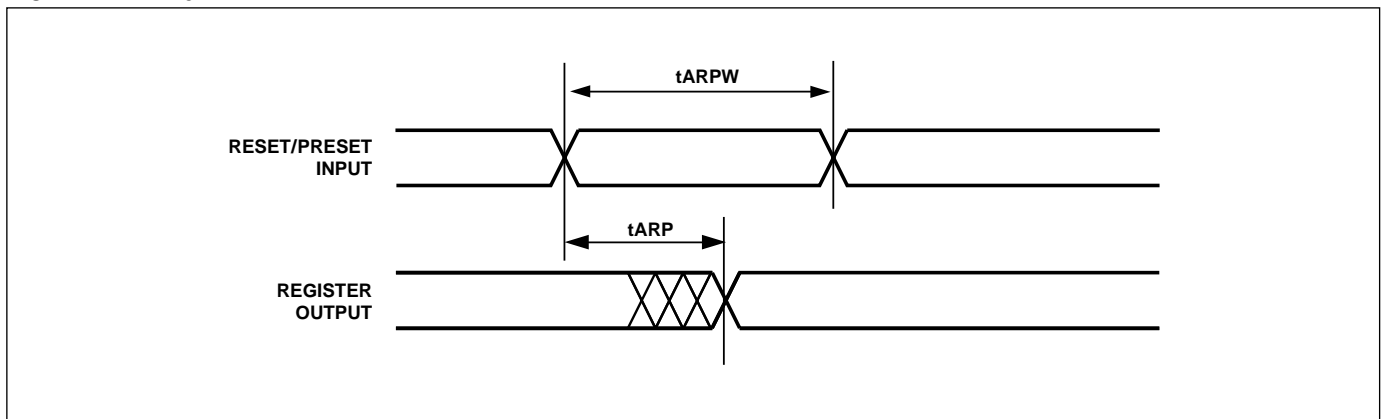 tARPW
RESET/PRESET
INPUT
tARP
REGISTER
OUTPUT